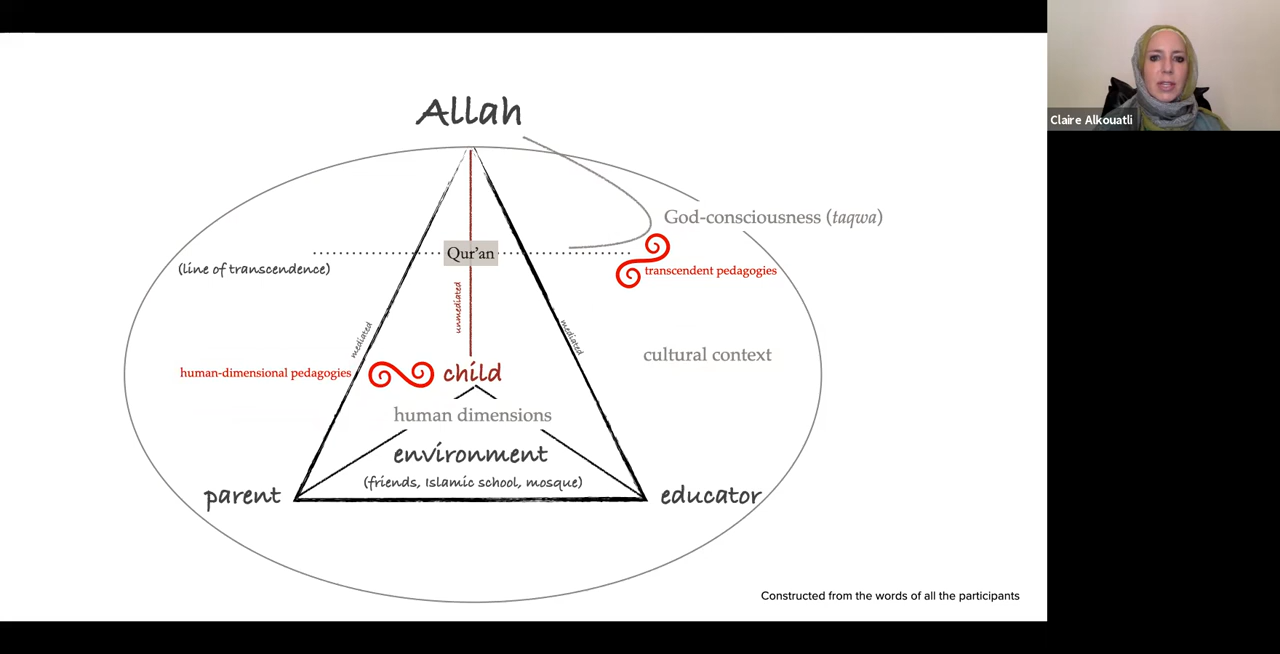 Allah
Claire Alkouatli
God-consciousness (taqwa)
Qur'an
(line of transcendence)
transcendent pedagogies
unmediated
mediated
mediated
cultural context
human-dimensional pedagogies
child
human dimensions
environment
(friends, Islamic school, mosque)
parent
educator
Constructed from the words of all the participants